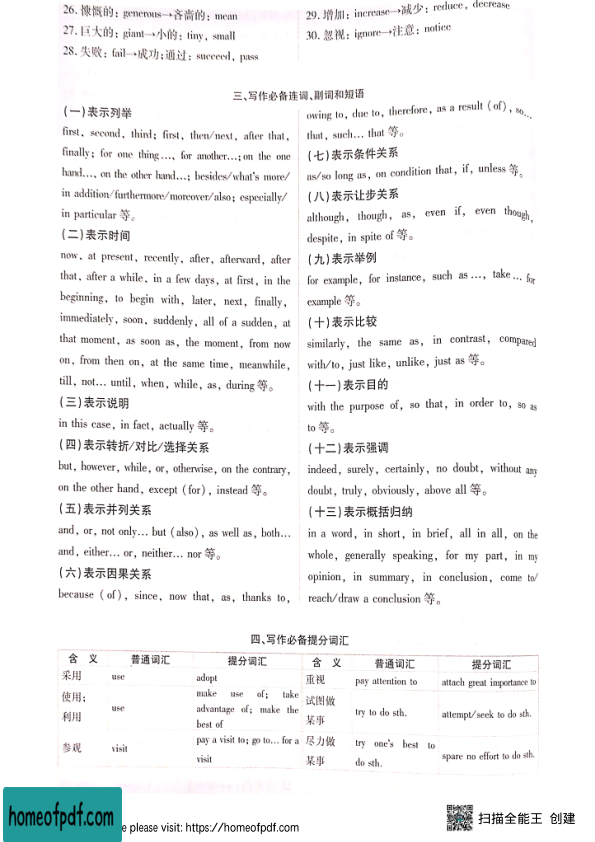 26. 慷慨的: generous→吝啬的: mean
27. 巨大的: giant→小的: tiny, small
28. 失败: fail→成功;通过: succeed, pass
29. 增加: increase→减少: reduce, decrease
30. 忽视: ignore→注意: notice
三、写作必备连词、副词和短语
(一)表示列举
first, second, third; first, then/next, after that,
finally; for one thing…, for another…; on the one
hand…, on the other hand…; besides/what's more/
in addition/furthermore/moreover/also; especially/
in particular 等。
(二)表示时间
now, at present, recently, after, afterward, after
that, after a while, in a few days, at first, in the
beginning, to begin with, later, next, finally,
immediately, soon, suddenly, all of a sudden, at
that moment, as soon as, the moment, from now
on, from then on, at the same time, meanwhile,
till, not… until, when, while, as, during 等。
(三)表示说明
in this case, in fact, actually 等。
(四)表示转折/对比/选择关系
but, however, while, or, otherwise, on the contrary,
on the other hand, except (for), instead 等。
(五)表示并列关系
and, or, not only… but (also), as well as, both…
and, either… or, neither… nor 等。
(六)表示因果关系
because (of), since, now that, as, thanks to,
owing to, due to, therefore, as a result (of), so…
that, such… that 等。
(七)表示条件关系
as/so long as, on condition that, if, unless 等。
(八)表示让步关系
although, though, as, even if, even though,
despite, in spite of 等。
(九)表示举例
for example, for instance, such as …, take… for
example 等。
(十)表示比较
similarly, the same as, in contrast, compared
with/to, just like, unlike, just as 等。
(十一)表示目的
with the purpose of, so that, in order to, so as
to 等。
(十二)表示强调
indeed, surely, certainly, no doubt, without any
doubt, truly, obviously, above all 等。
(十三)表示概括归纳
in a word, in short, in brief, all in all, on the
whole, generally speaking, for my part, in my
opinion, in summary, in conclusion, come to/
reach/draw a conclusion 等。
四、写作必备提分词汇
含 义 普通词汇 提分词汇 含 义 普通词汇 提分词汇
采用 use adopt 重视 pay attention to attach great importance to
使用; 利用 use make use of; take advantage of; make the best of 试图做某事 try to do sth. attempt/seek to do sth.
参观 visit pay a visit to; go to… for a visit 尽力做某事 try one's best to do sth. spare no effort to do sth.
homeofpdf.com
e please visit: https://homeofpdf.com
扫描全能王 创建